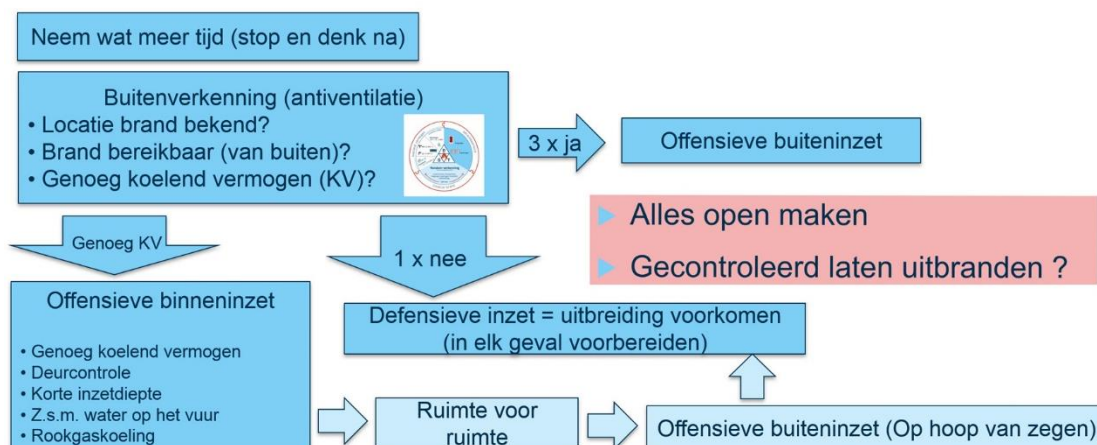 Neem wat meer tijd (stop en denk na)
Buitenverkenning (antiventilatie)
• Locatie brand bekend?
• Brand bereikbaar (van buiten)?
• Genoeg koelend vermogen (KV)?
3 x ja
Offensieve buiteninzet
Alles open maken
Gecontroleerd laten uitbranden ?
Genoeg KV
1 x nee
Offensieve binneninzet
• Genoeg koelend vermogen
• Deurcontrole
• Korte inzetdiepte
• Z.s.m. water op het vuur
• Rookgaskoeling
Defensieve inzet = uitbreiding voorkomen
(in elk geval voorbereiden)
Ruimte voor
ruimte
Offensieve buiteninzet (Op hoop van zegen)